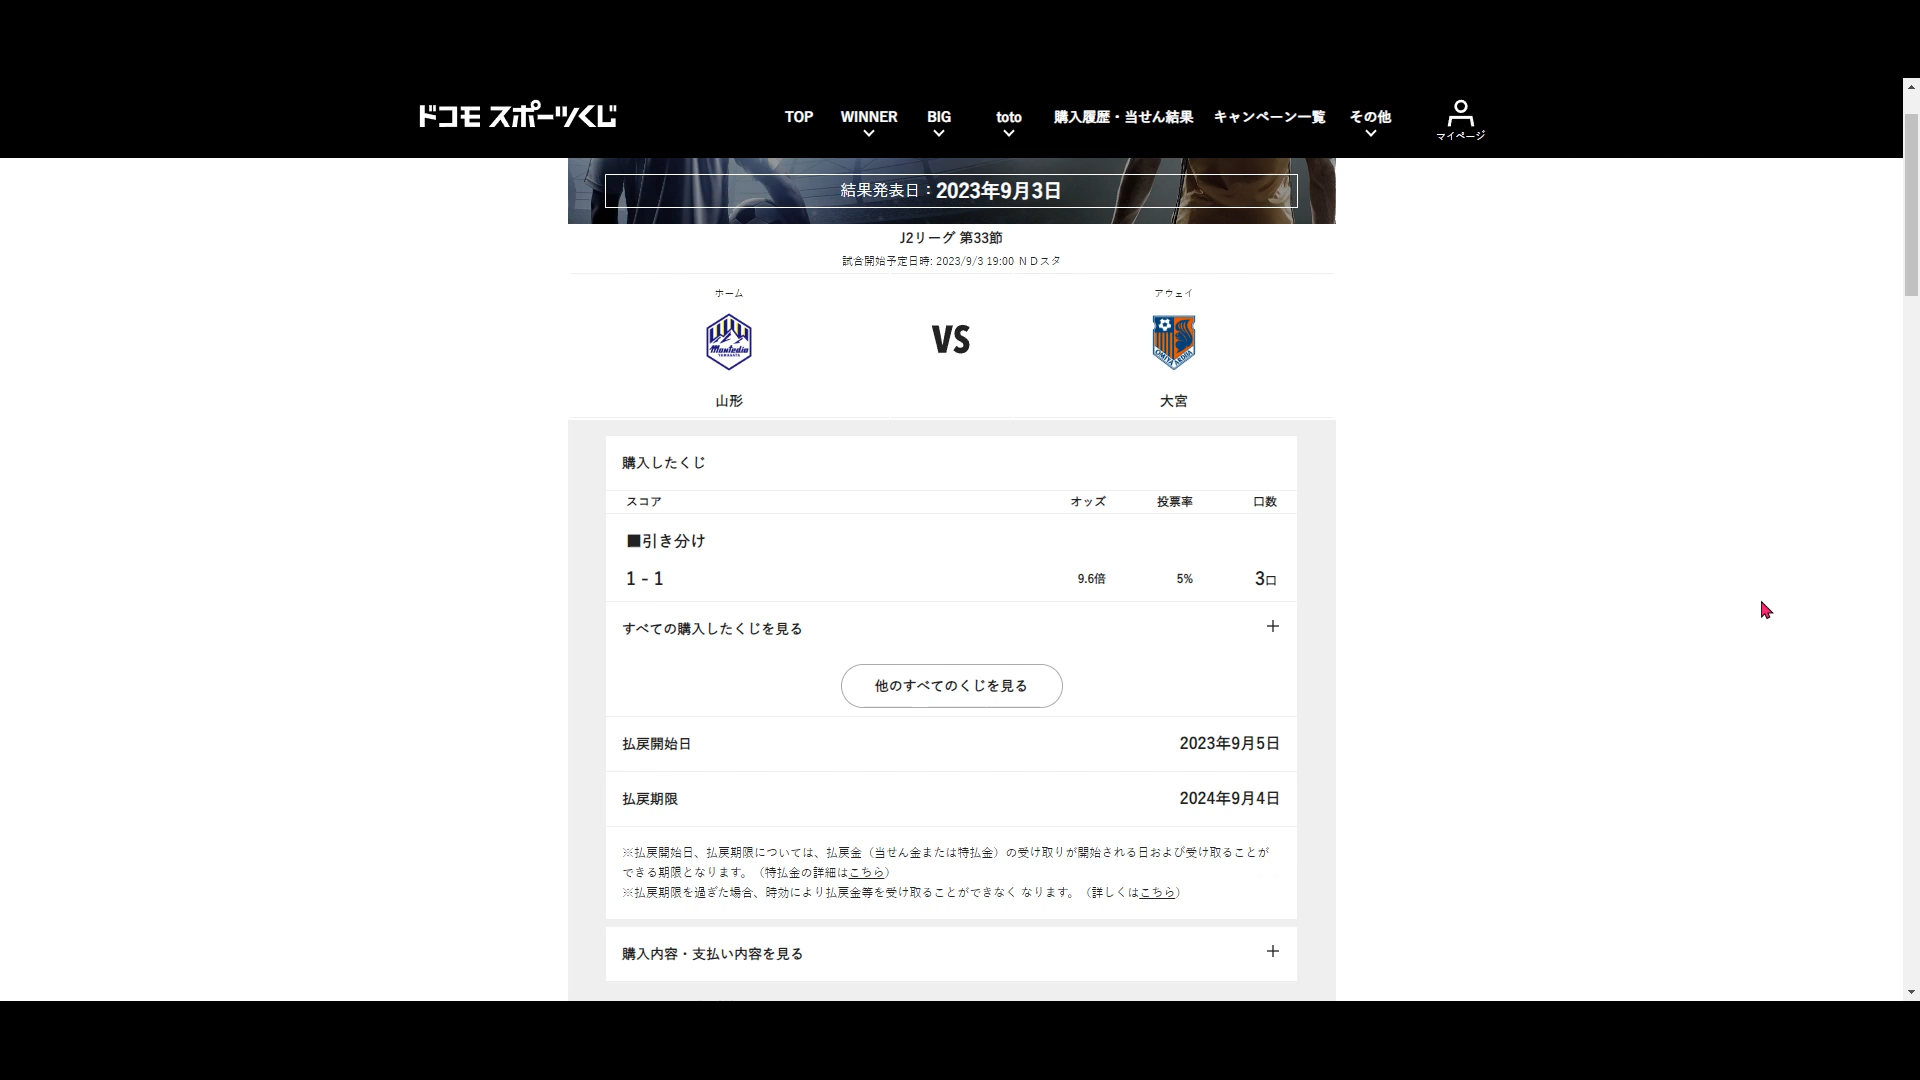 ドコモ スポーツくじ
TOP WINNER BIG toto 購入履歴・当せん結果 キャンペーン一覧 その他 マイページ
結果発表日：2023年9月3日
J2リーグ 第33節
試合開始予定日時: 2023/9/3 19:00 ＮＤスタ
ホーム アウェイ
Montedio
YAMAGATA
VS
OMIYA ARDIJA
山形 大宮
購入したくじ
スコア オッズ 投票率 口数
■引き分け
1 - 1 9.6倍 5% 3口
すべての購入したくじを見る
他のすべてのくじを見る
払戻開始日 2023年9月5日
払戻期限 2024年9月4日
※払戻開始日、払戻期限については、払戻金（当せん金または特払金）の受け取りが開始される日および受け取ることが
できる期限となります。（特払金の詳細はこちら）
※払戻期限を過ぎた場合、時効により払戻金等を受け取ることができなく なります。（詳しくはこちら）
購入内容・支払い内容を見る